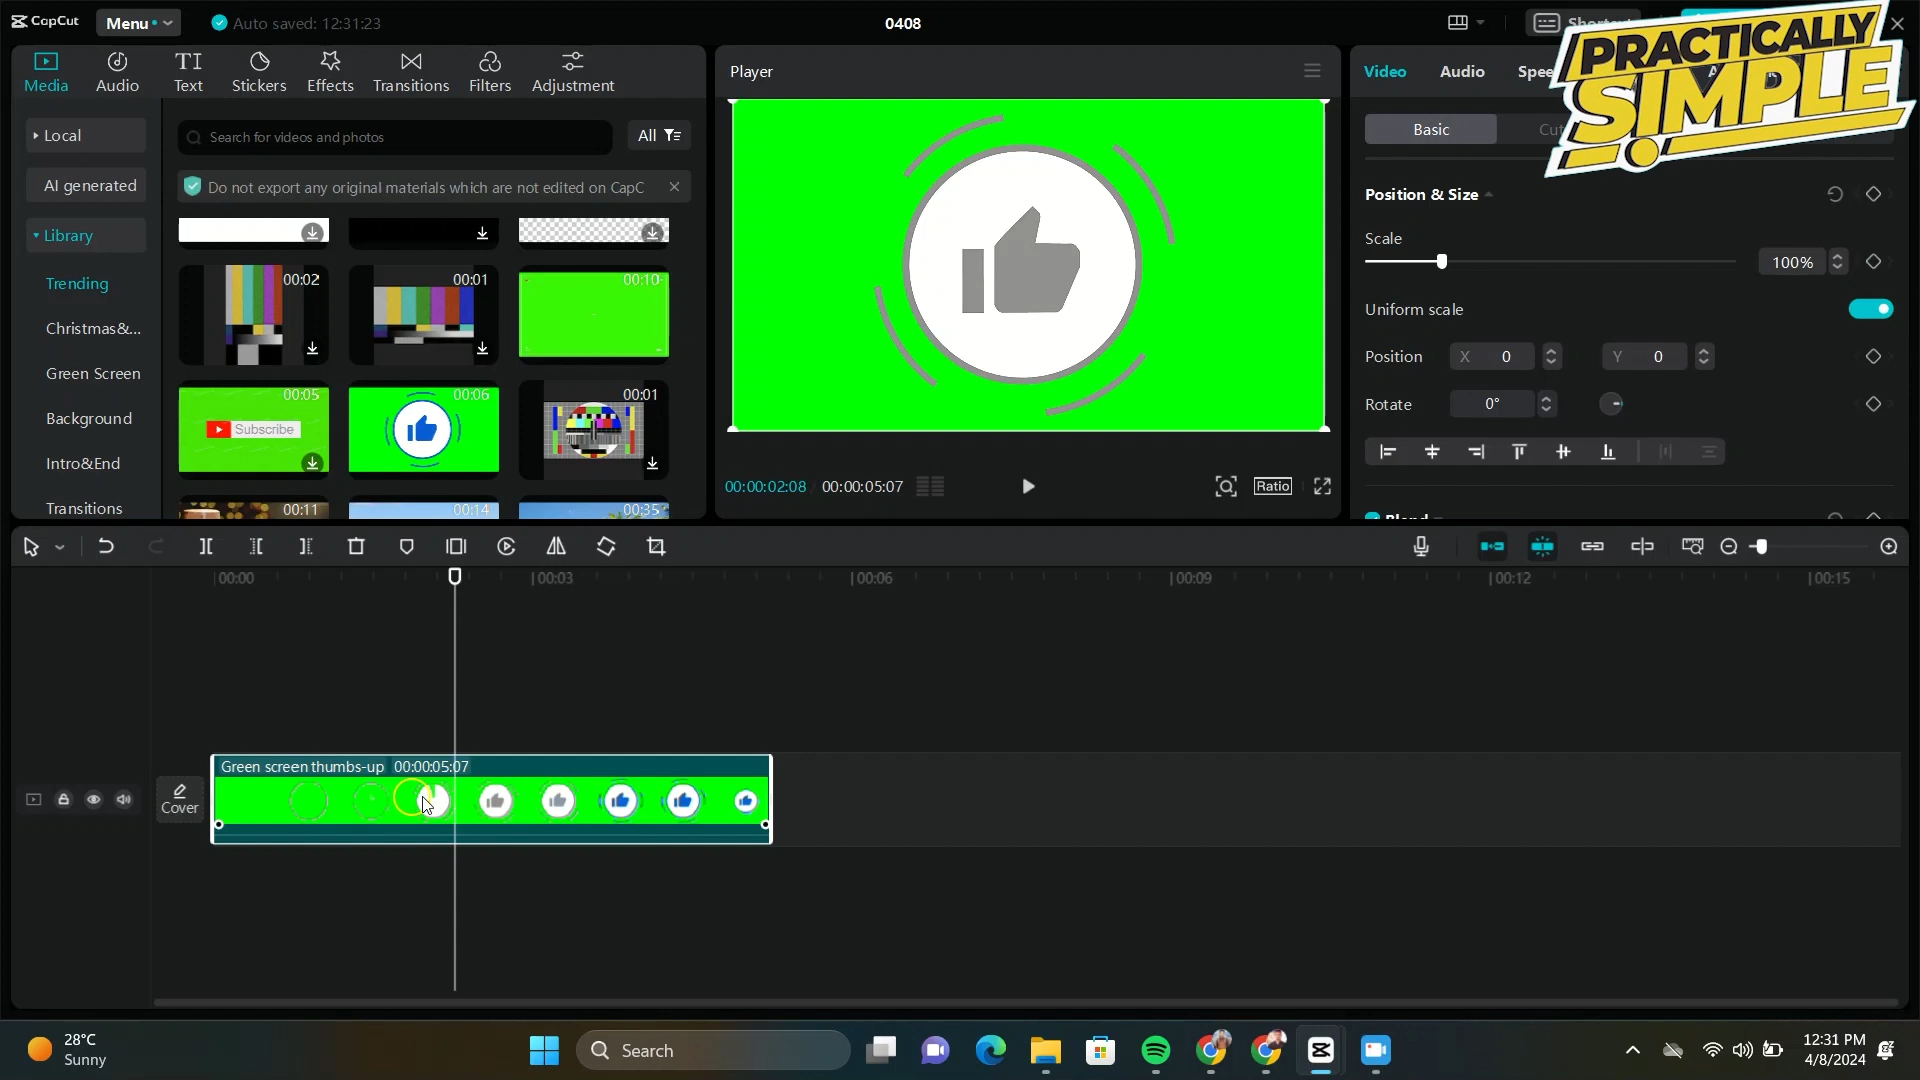 CapCut
Menu
Auto saved: 12:31:23
0408
PRACTICALLY
SIMPLE
Media
Audio
Text
Stickers
Effects
Transitions
Filters
Adjustment
Local
AI generated
Library
Trending
Christmas&...
Green Screen
Background
Intro&End
Transitions
Search for videos and photos
All
Do not export any original materials which are not edited on CapC
00:02
00:01
00:10
00:05
Subscribe
00:06
00:01
00:11
00:14
00:35
Player
00:00:02:08
00:00:05:07
Ratio
Video
Audio
Basic
Position & Size
Scale
100%
Uniform scale
Position
X 0
Y 0
Rotate
0°
Blend
00:00
00:03
00:06
00:09
00:12
00:15
Cover
Green screen thumbs-up 00:00:05:07
28°C
Sunny
Search
12:31 PM
4/8/2024